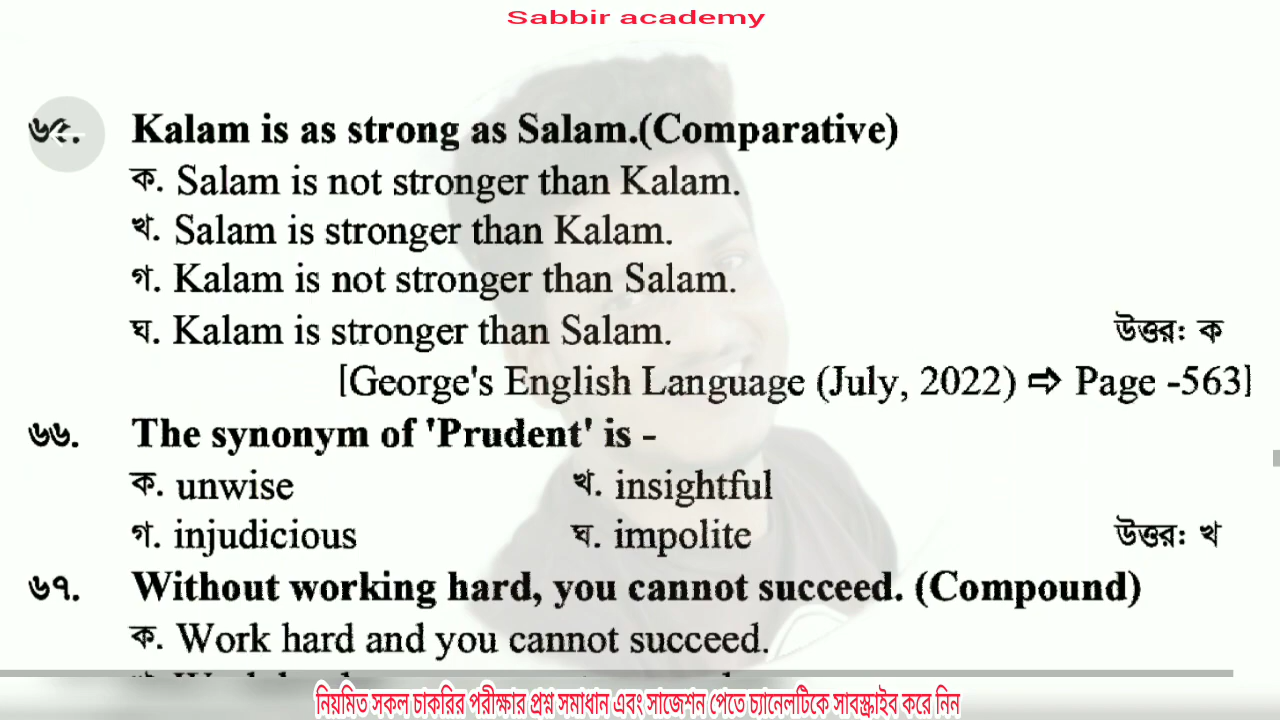 Sabbir academy
৬৫. Kalam is as strong as Salam.(Comparative)
ক. Salam is not stronger than Kalam.
খ. Salam is stronger than Kalam.
গ. Kalam is not stronger than Salam.
ঘ. Kalam is stronger than Salam. উত্তর: ক
[George's English Language (July, 2022) ⇨ Page -563]
৬৬. The synonym of 'Prudent' is -
ক. unwise খ. insightful
গ. injudicious ঘ. impolite উত্তর: খ
৬৭. Without working hard, you cannot succeed. (Compound)
ক. Work hard and you cannot succeed.
নিয়মিত সকল চাকরির পরীক্ষার প্রশ্ন সমাধান এবং সাজেশন পেতে চ্যানেলটিকে সাবস্ক্রাইব করে নিন